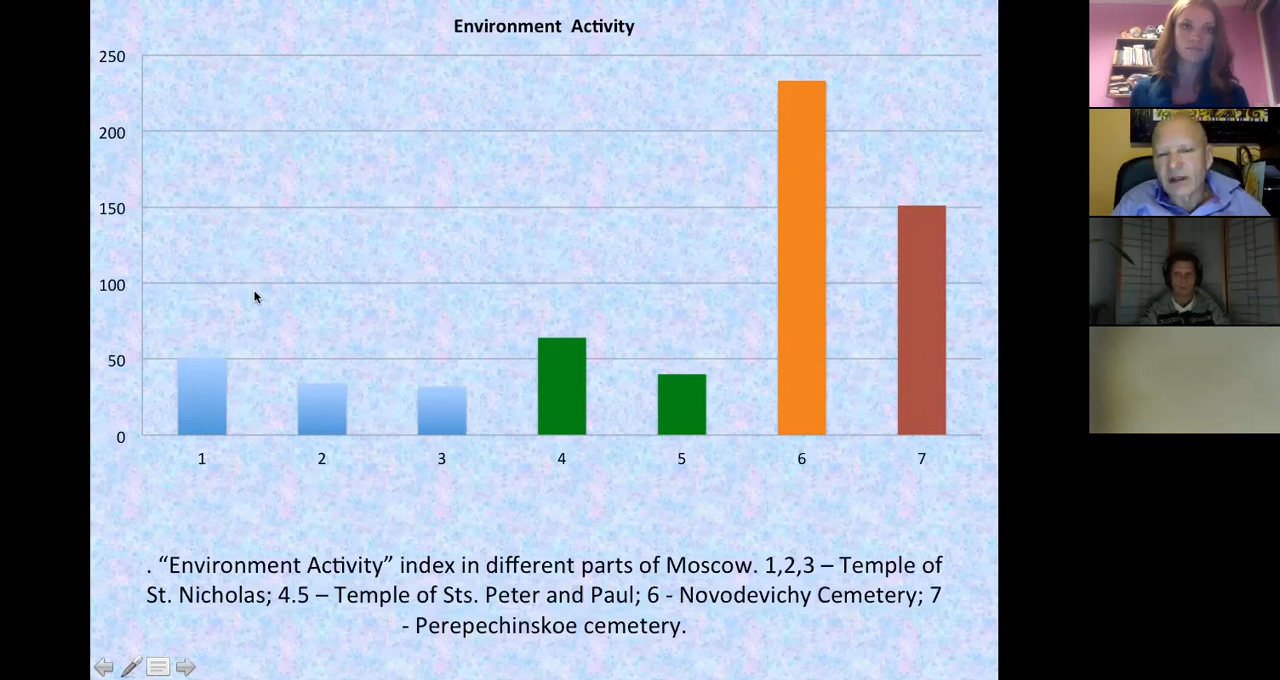 Environment Activity
250
200
150
100
50
0
1 2 3 4 5 6 7
. “Environment Activity” index in different parts of Moscow. 1,2,3 – Temple of
St. Nicholas; 4.5 – Temple of Sts. Peter and Paul; 6 - Novodevichy Cemetery; 7
- Perepechinskoe cemetery.